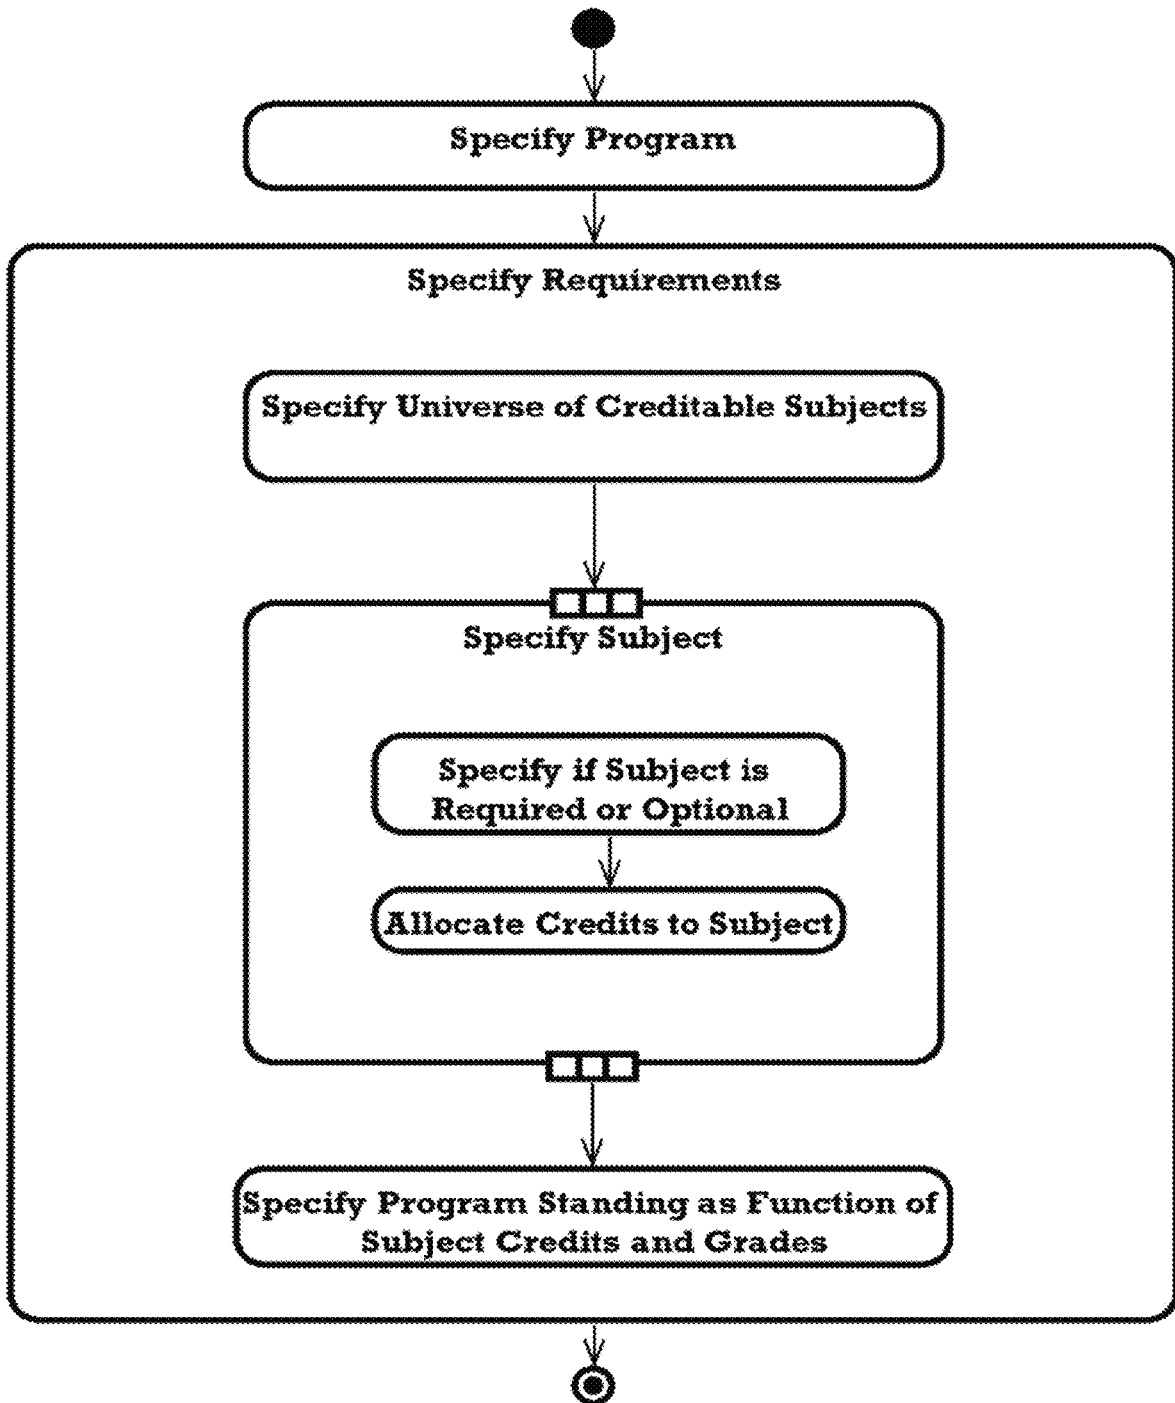 Specify Program
Specify Requirements
Specify Universe of Creditable Subjects
Specify Subject
Specify if Subject is
Required or Optional
Allocate Credits to Subject
Specify Program Standing as Function of
Subject Credits and Grades